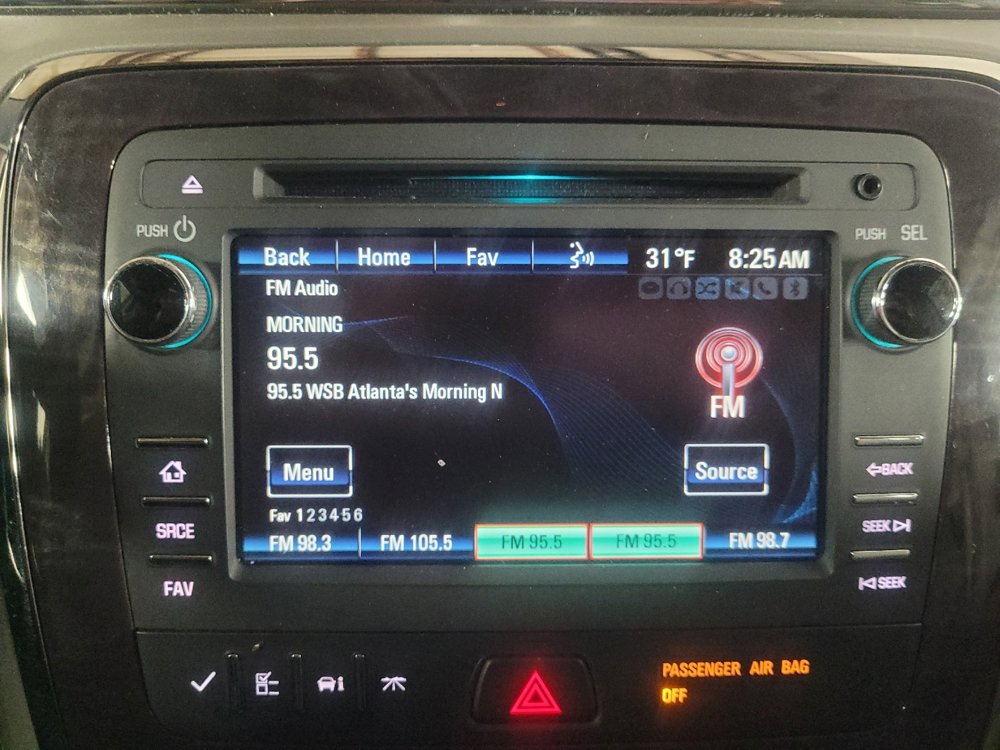 PUSH
PUSH SEL
Back Home Fav 31°F 8:25 AM
FM Audio
MORNING
95.5
95.5 WSB Atlanta's Morning N
FM
Menu
Source
Fav 1 2 3 4 5 6
FM 98.3 FM 105.5 FM 95.5 FM 95.5 FM 98.7
SRCE
FAV
BACK
SEEK
SEEK
PASSENGER AIR BAG
OFF